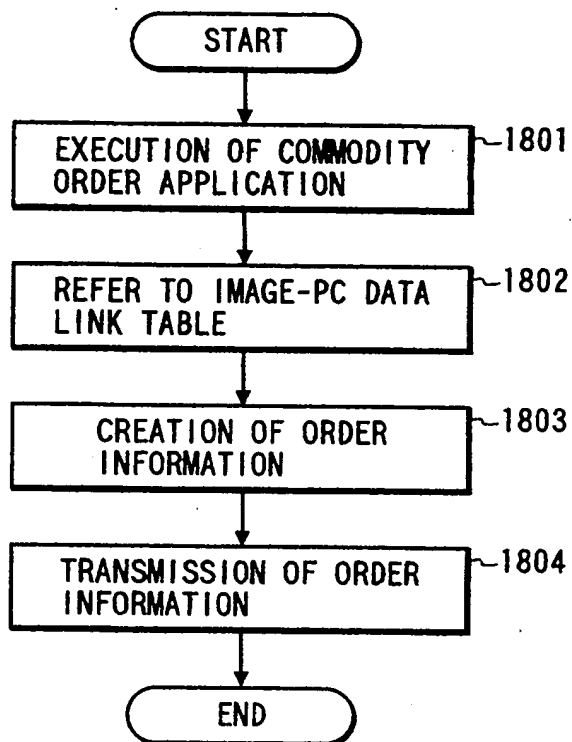 START
EXECUTION OF COMMODITY
ORDER APPLICATION
1801
REFER TO IMAGE-PC DATA
LINK TABLE
1802
CREATION OF ORDER
INFORMATION
1803
TRANSMISSION OF ORDER
INFORMATION
1804
END